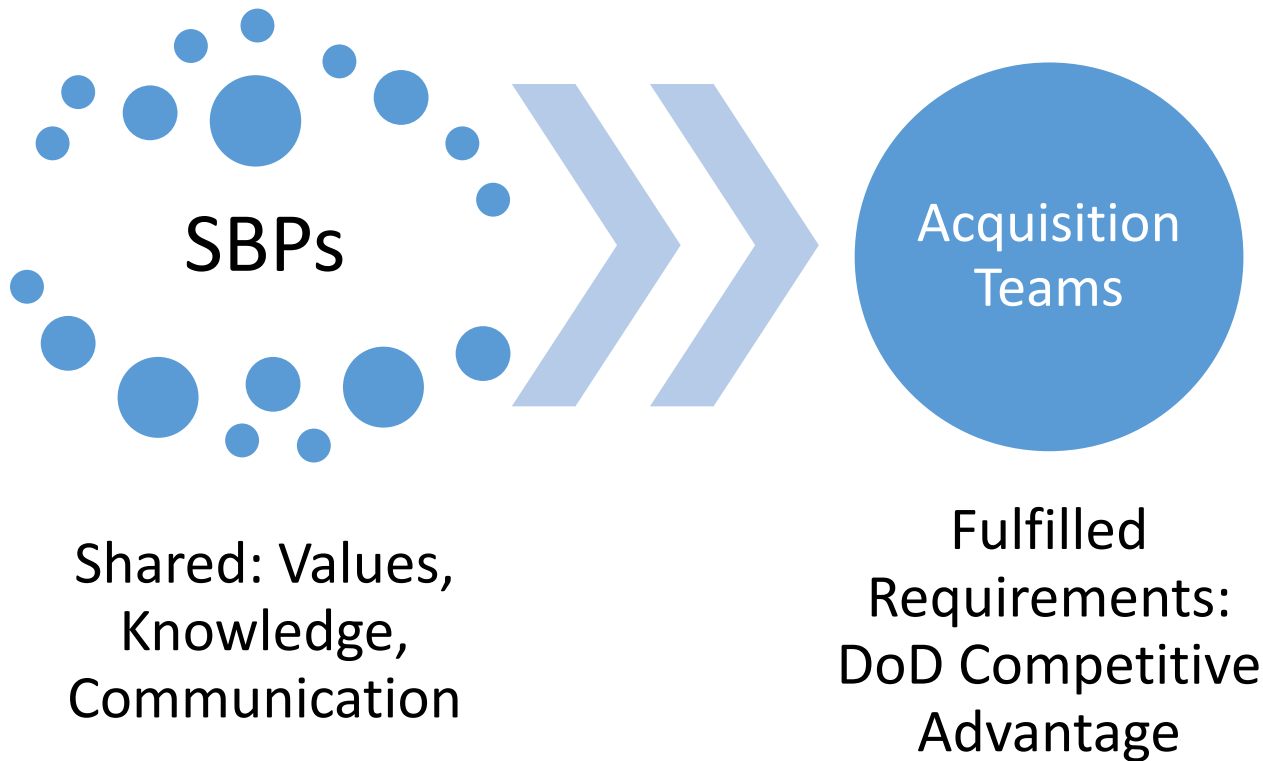 SBPs
Shared: Values,
Knowledge,
Communication
Acquisition
Teams
Fulfilled
Requirements:
DoD Competitive
Advantage